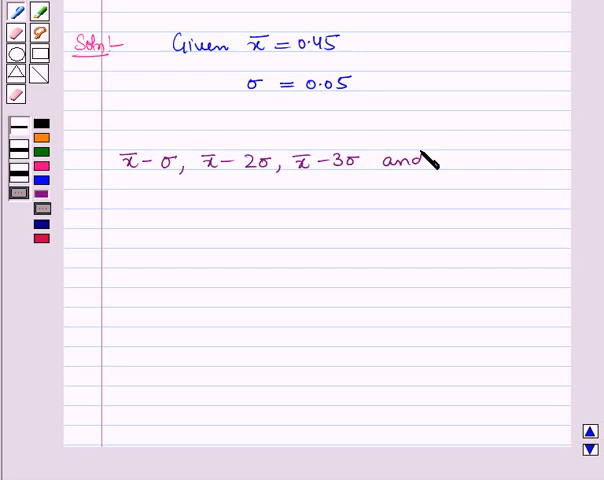 Soln:- Given x̄ = 0.45
σ = 0.05
x̄ - σ, x̄ - 2σ, x̄ - 3σ and